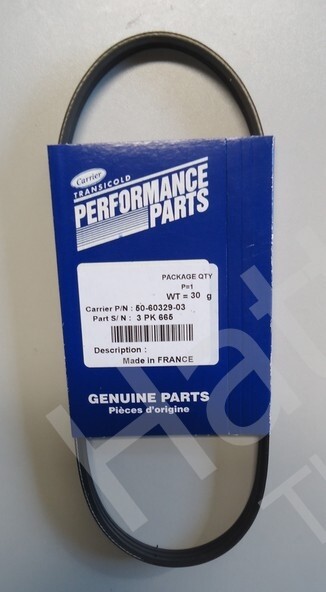 Carrier
TRANSICOLD
PERFORMANCE
PARTS
PACKAGE QTY
P=1
WT = 30 g
Carrier P/N : 50-60329-03
Part S/ N : 3 PK 665
Description :
Made in FRANCE
GENUINE PARTS
Pièces d'origine